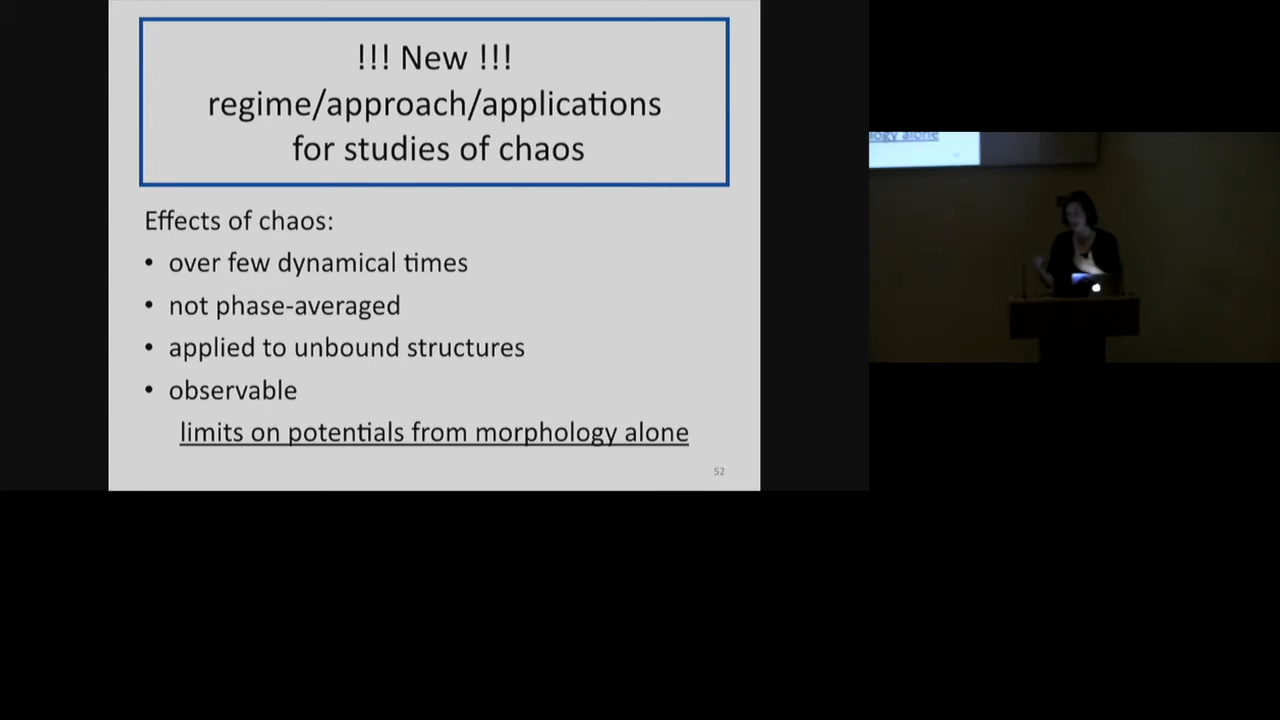 !!! New !!!
regime/approach/applications
for studies of chaos
Effects of chaos:
• over few dynamical times
• not phase-averaged
• applied to unbound structures
• observable
limits on potentials from morphology alone
52
alone